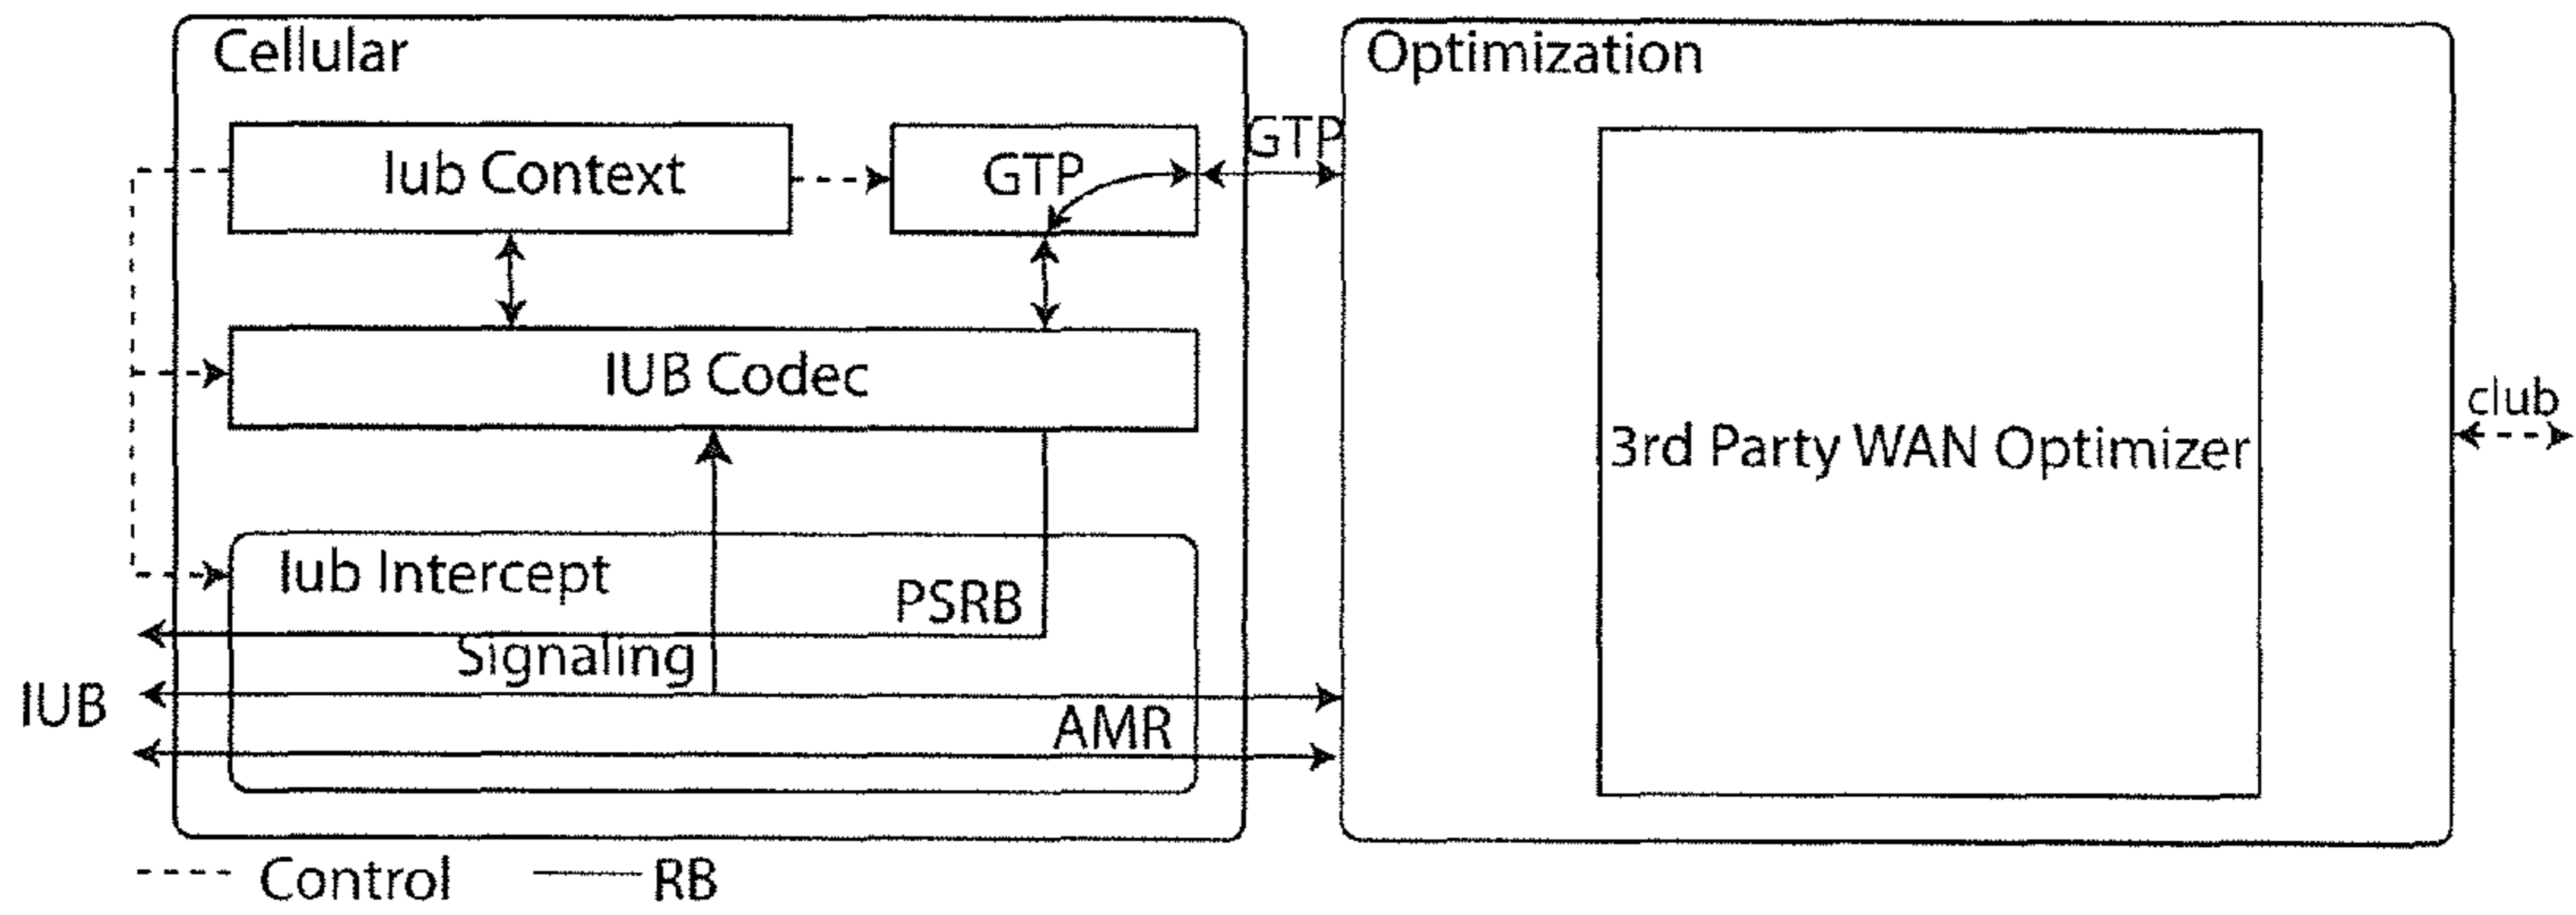 Cellular
Optimization
Iub Context
GTP
GTP
IUB Codec
club
3rd Party WAN Optimizer
Iub Intercept
PSRB
Signaling
IUB
AMR
Control
RB